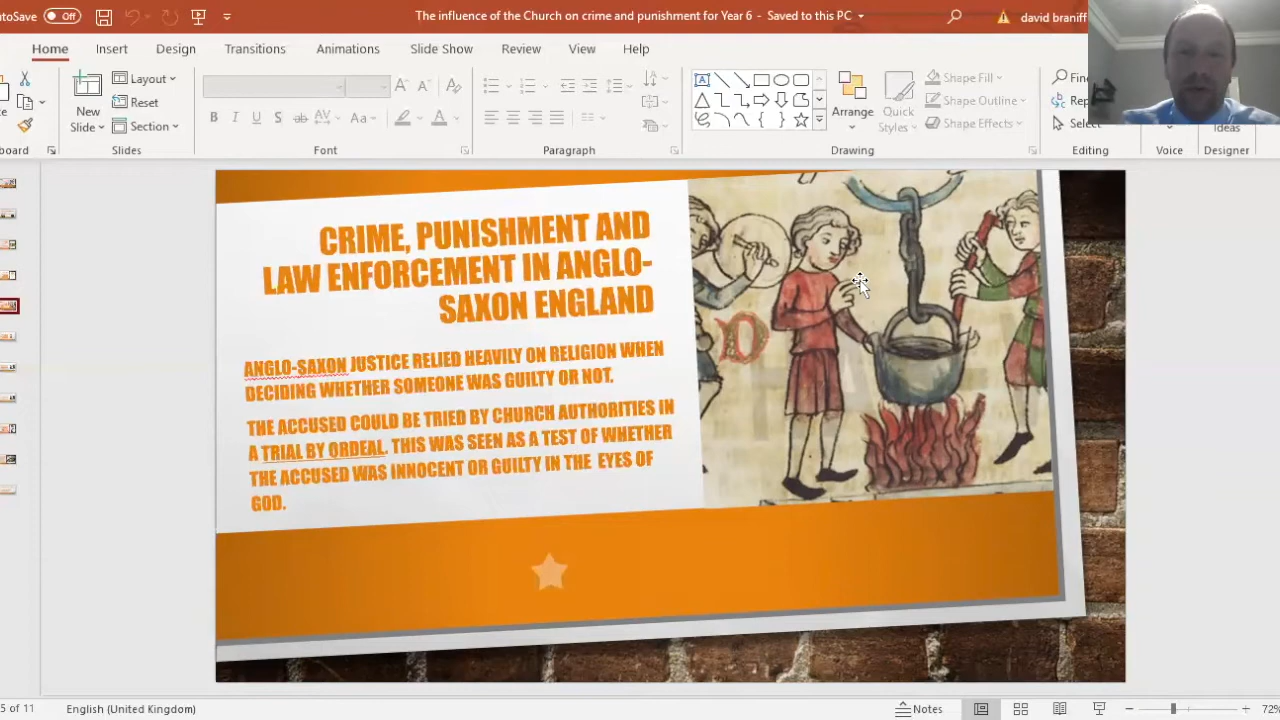 utoSave Off
The influence of the Church on crime and punishment for Year 6 - Saved to this PC
david braniff
Home Insert Design Transitions Animations Slide Show Review View Help
New
Slide
Layout
Reset
Section
B I U S ab AV Aa A
Arrange
Quick
Styles
Shape Fill
Shape Outline
Shape Effects
Select
Ideas
Slides
Font
Paragraph
Drawing
Editing
Voice
Designer
CRIME, PUNISHMENT AND
LAW ENFORCEMENT IN ANGLO-
SAXON ENGLAND
ANGLO-SAXON JUSTICE RELIED HEAVILY ON RELIGION WHEN
DECIDING WHETHER SOMEONE WAS GUILTY OR NOT.
THE ACCUSED COULD BE TRIED BY CHURCH AUTHORITIES IN
A TRIAL BY ORDEAL. THIS WAS SEEN AS A TEST OF WHETHER
THE ACCUSED WAS INNOCENT OR GUILTY IN THE EYES OF
GOD.
5 of 11
English (United Kingdom)
Notes
72%